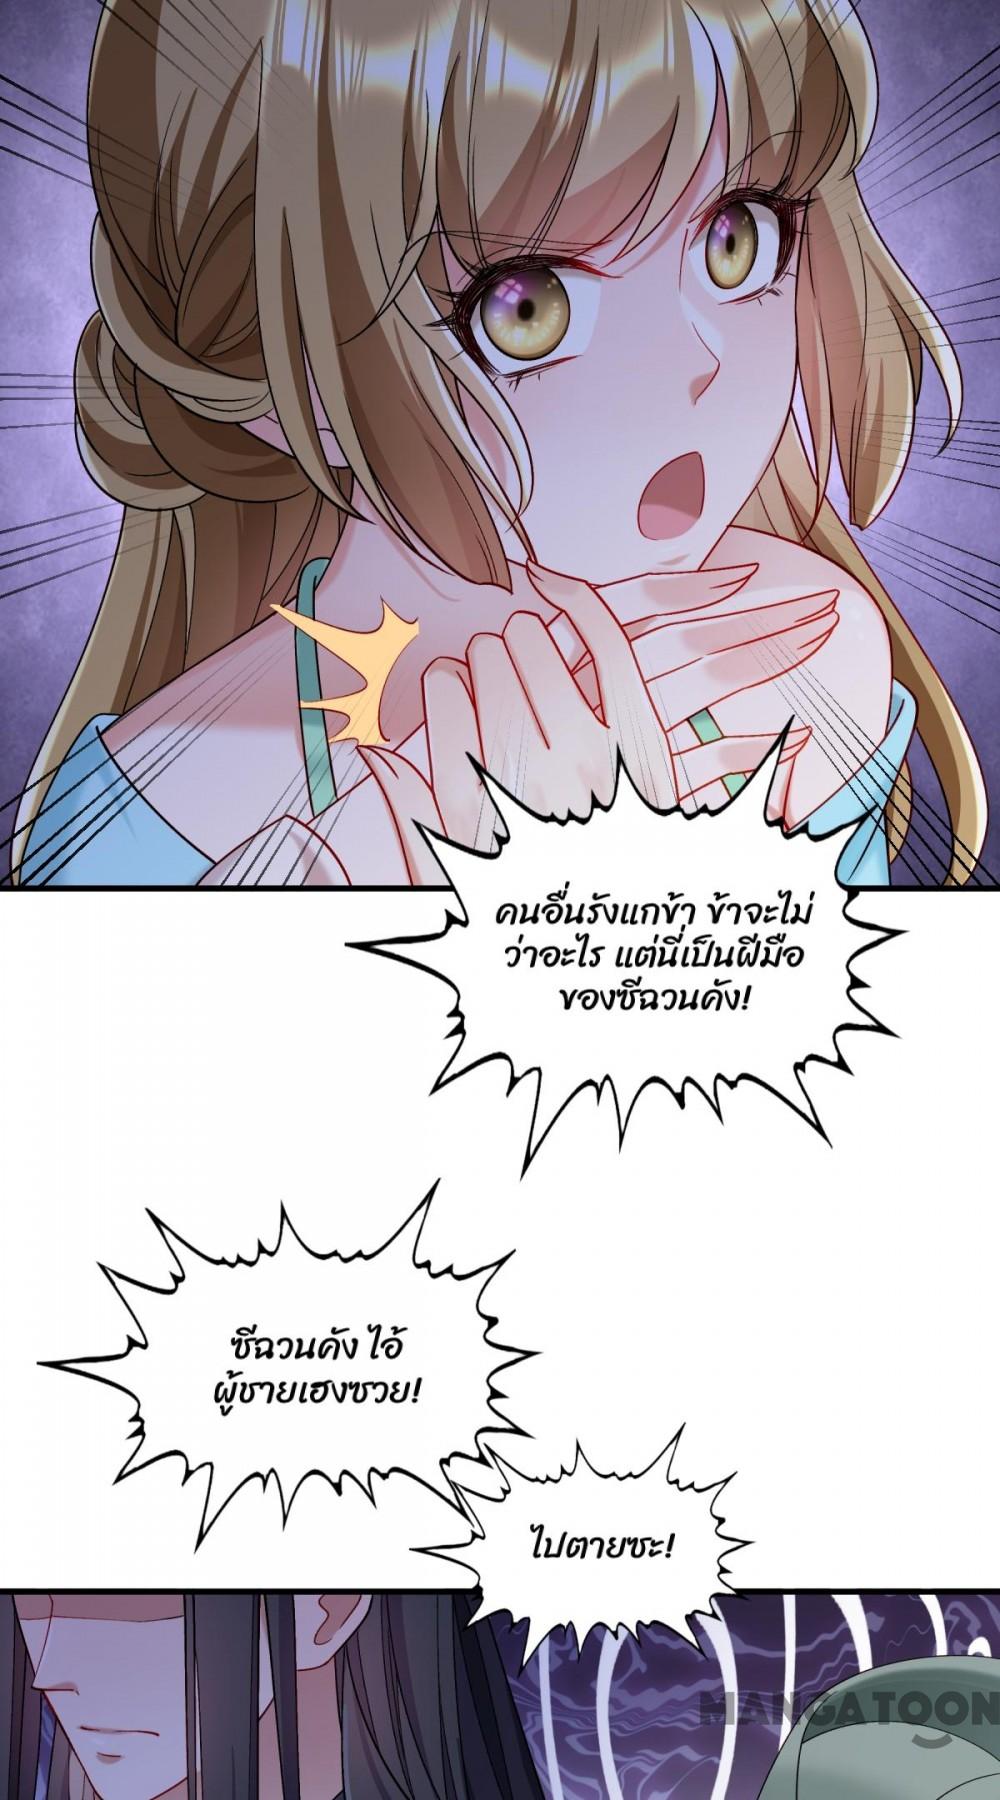 คนอื่นรังแกข้า ข้าจะไม่
ว่าอะไร แต่นี่เป็นฝีมือ
ของซีฉวนคัง!
ซีฉวนคัง ไอ้
ผู้ชายเฮงซวย!
ไปตายซะ!
MANGATOON